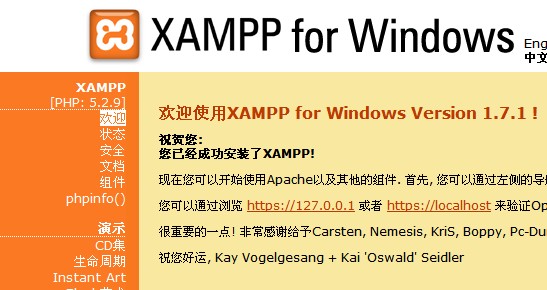 XAMPP for Windows
Eng
中文
XAMPP
[PHP: 5.2.9]
欢迎
状态
安全
文档
组件
phpinfo()
演示
CD集
生命周期
Instant Art
欢迎使用XAMPP for Windows Version 1.7.1 !
祝贺您:
您已经成功安装了XAMPP!
现在您可以开始使用Apache以及其他的组件. 首先, 您可以通过左侧的导
您可以通过浏览 https://127.0.0.1 或者 https://localhost 来验证Op
很重要的一点! 非常感谢给予Carsten, Nemesis, KriS, Boppy, Pc-Du
祝您好运, Kay Vogelgesang + Kai 'Oswald' Seidler